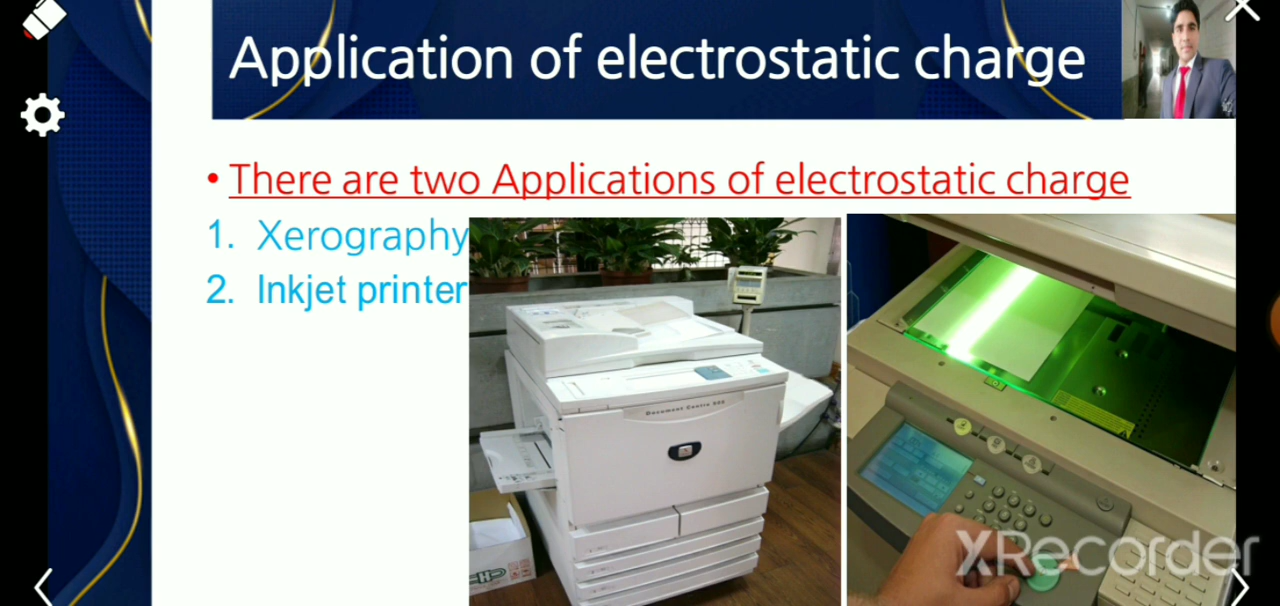 Application of electrostatic charge
• There are two Applications of electrostatic charge
1. Xerography
2. Inkjet printer
Document Centre 505
XRecorder